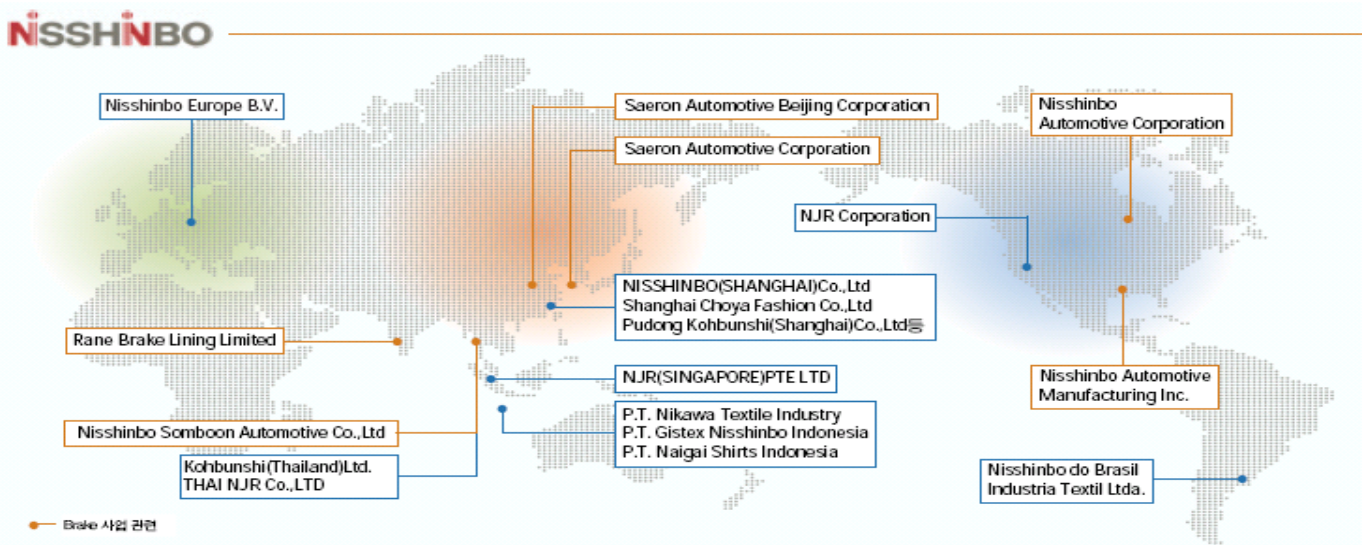 NISSHINBO
Nisshinbo Europe B.V.
Saeron Automotive Beijing Corporation
Nisshinbo
Automotive Corporation
Saeron Automotive Corporation
NJR Corporation
NISSHINBO(SHANGHAI)Co.,Ltd
Shanghai Choya Fashion Co.,Ltd
Pudong Kohbunshi(Shanghai)Co.,Ltd등
Rane Brake Lining Limited
NJR(SINGAPORE)PTE LTD
Nisshinbo Automotive
Manufacturing Inc.
P.T. Nikawa Textile Industry
P.T. Gistex Nisshinbo Indonesia
P.T. Naigai Shirts Indonesia
Nisshinbo Somboon Automotive Co.,Ltd
Kohbunshi(Thailand)Ltd.
THAI NJR Co.,LTD
Nisshinbo do Brasil
Industria Textil Ltda.
Brake 사업 관련